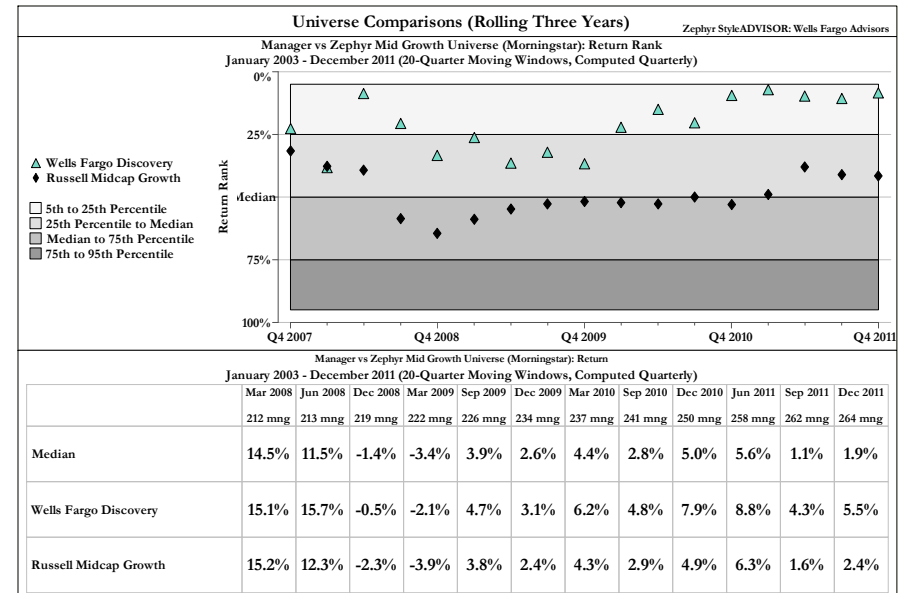 Universe Comparisons (Rolling Three Years)
Zephyr StyleADVISOR: Wells Fargo Advisors
Manager vs Zephyr Mid Growth Universe (Morningstar): Return Rank
January 2003 - December 2011 (20-Quarter Moving Windows, Computed Quarterly)
Wells Fargo Discovery
Russell Midcap Growth
5th to 25th Percentile
25th Percentile to Median
Median to 75th Percentile
75th to 95th Percentile
Return Rank
0%
25%
Median
75%
100%
Q4 2007 Q4 2008 Q4 2009 Q4 2010 Q4 2011
Manager vs Zephyr Mid Growth Universe (Morningstar): Return
January 2003 - December 2011 (20-Quarter Moving Windows, Computed Quarterly)
Mar 2008 Jun 2008 Dec 2008 Mar 2009 Sep 2009 Dec 2009 Mar 2010 Sep 2010 Dec 2010 Jun 2011 Sep 2011 Dec 2011
212 mng 213 mng 219 mng 222 mng 226 mng 234 mng 237 mng 241 mng 250 mng 258 mng 262 mng 264 mng
Median 14.5% 11.5% -1.4% -3.4% 3.9% 2.6% 4.4% 2.8% 5.0% 5.6% 1.1% 1.9%
Wells Fargo Discovery 15.1% 15.7% -0.5% -2.1% 4.7% 3.1% 6.2% 4.8% 7.9% 8.8% 4.3% 5.5%
Russell Midcap Growth 15.2% 12.3% -2.3% -3.9% 3.8% 2.4% 4.3% 2.9% 4.9% 6.3% 1.6% 2.4%